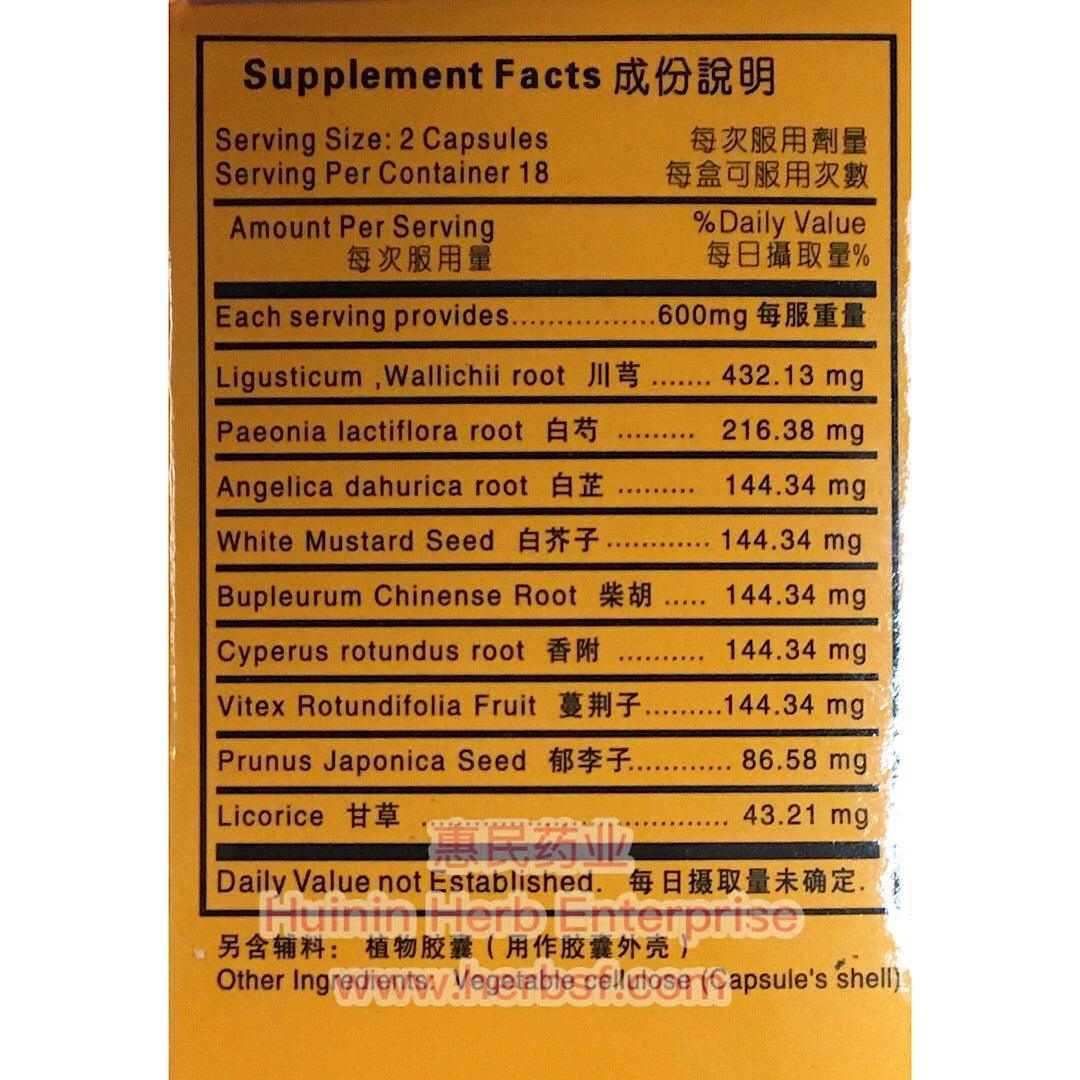 Supplement Facts 成份說明
Serving Size: 2 Capsules 每次服用劑量
Serving Per Container 18 每盒可服用次數
Amount Per Serving %Daily Value
每次服用量 每日攝取量%
Each serving provides................600mg 每服重量
Ligusticum ,Wallichii root 川芎 ....... 432.13 mg
Paeonia lactiflora root 白芍 ......... 216.38 mg
Angelica dahurica root 白芷 ......... 144.34 mg
White Mustard Seed 白芥子............ 144.34 mg
Bupleurum Chinense Root 柴胡 ..... 144.34 mg
Cyperus rotundus root 香附 .......... 144.34 mg
Vitex Rotundifolia Fruit 蔓荆子.........144.34 mg
Prunus Japonica Seed 郁李子............ 86.58 mg
Licorice 甘草 ................................ 43.21 mg
惠民药业
Daily Value not Established. 每日摄取量未确定.
Huinin Herb Enterprise
另含辅料: 植物胶囊 ( 用作胶囊外壳 )
Other Ingredients: Vegetable cellulose (Capsule's shell)
www.herbsf.com